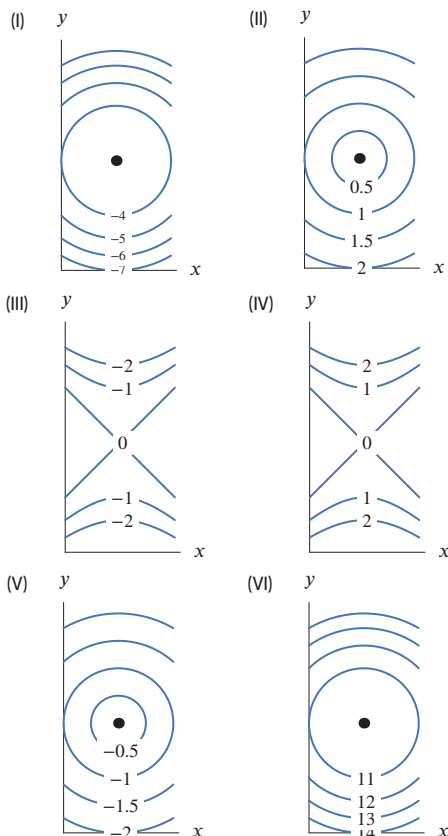 (I) y (II) y
0.5
-4 1
-5 1.5
-6
-7 x 2 x
(III) y (IV) y
-2 2
-1 1
0 0
-1 1
-2 2
x x
(V) y (VI) y
-0.5
-1 11
-1.5 12
13
-2 x 14 x